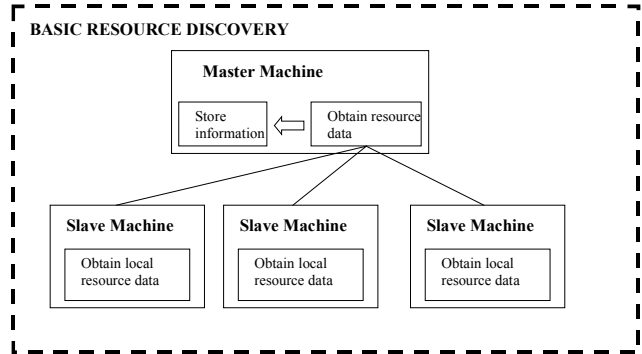 BASIC RESOURCE DISCOVERY
Master Machine
Store
information
Obtain resource
data
Slave Machine
Obtain local
resource data
Slave Machine
Obtain local
resource data
Slave Machine
Obtain local
resource data